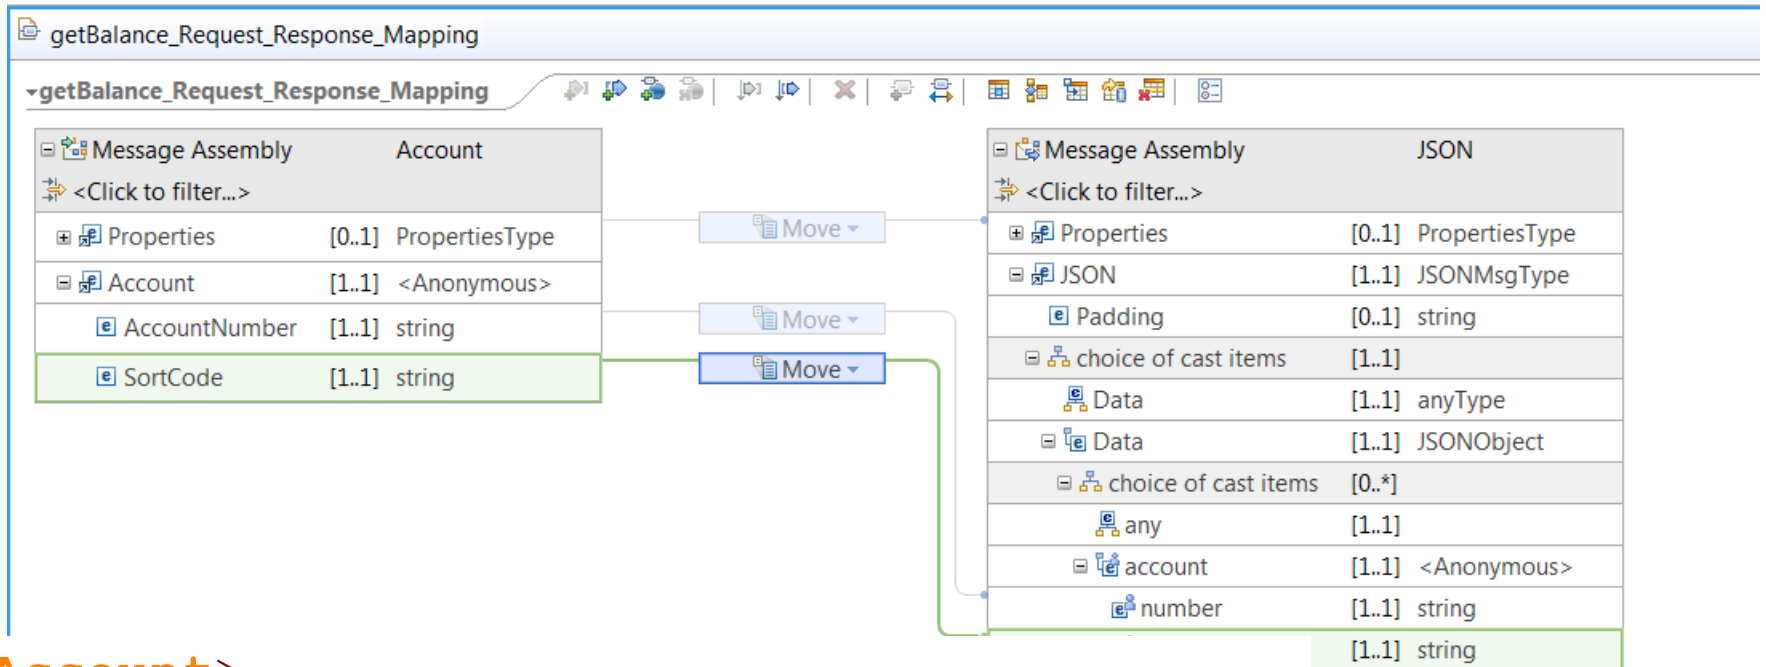 getBalance_Request_Response_Mapping
getBalance_Request_Response_Mapping
Message Assembly Account
<Click to filter...>
Properties [0..1] PropertiesType
Account [1..1] <Anonymous>
AccountNumber [1..1] string
SortCode [1..1] string
Move
Move
Move
Message Assembly JSON
<Click to filter...>
Properties [0..1] PropertiesType
JSON [1..1] JSONMsgType
Padding [0..1] string
choice of cast items [1..1]
Data [1..1] anyType
Data [1..1] JSONObject
choice of cast items [0..*]
any [1..1]
account [1..1] <Anonymous>
number [1..1] string
[1..1] string